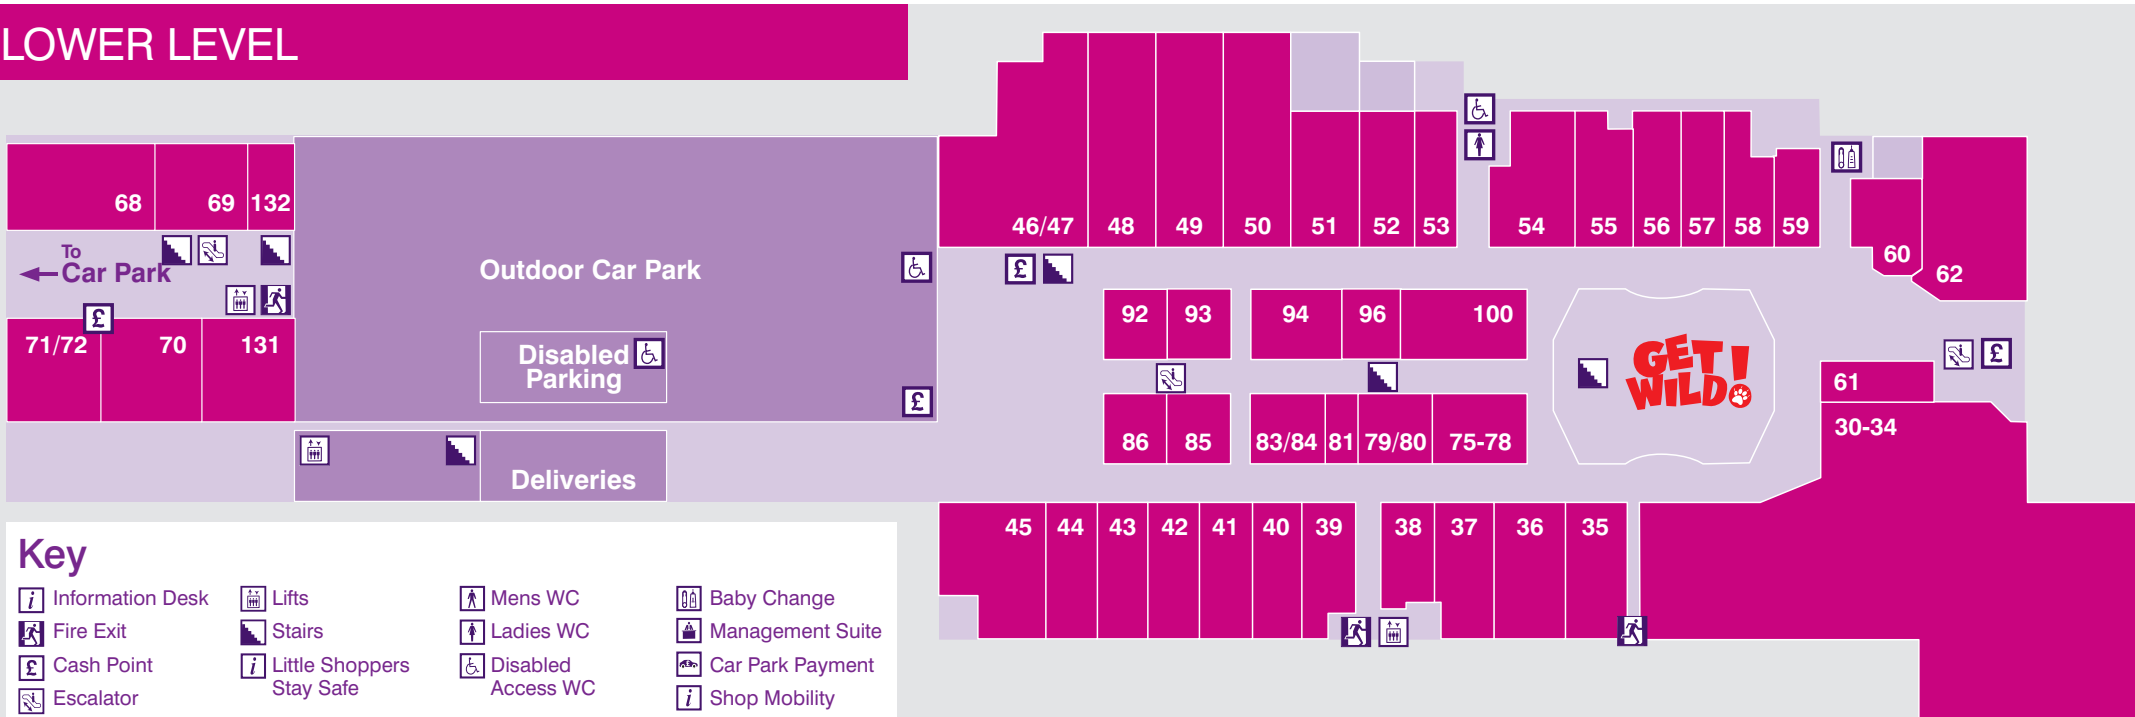 LOWER LEVEL
68
69
132
To
Car Park
71/72
70
131
Outdoor Car Park
Disabled
Parking
Deliveries
46/47
48
49
50
51
52
53
54
55
56
57
58
59
60
62
92
93
94
96
100
GET
WILD!
61
30-34
86
85
83/84
81
79/80
75-78
45
44
43
42
41
40
39
38
37
36
35
£
£
£
£
Key
i Information Desk
Fire Exit
£ Cash Point
Escalator
Lifts
Stairs
i Little Shoppers
Stay Safe
Mens WC
Ladies WC
Disabled
Access WC
Baby Change
Management Suite
Car Park Payment
i Shop Mobility